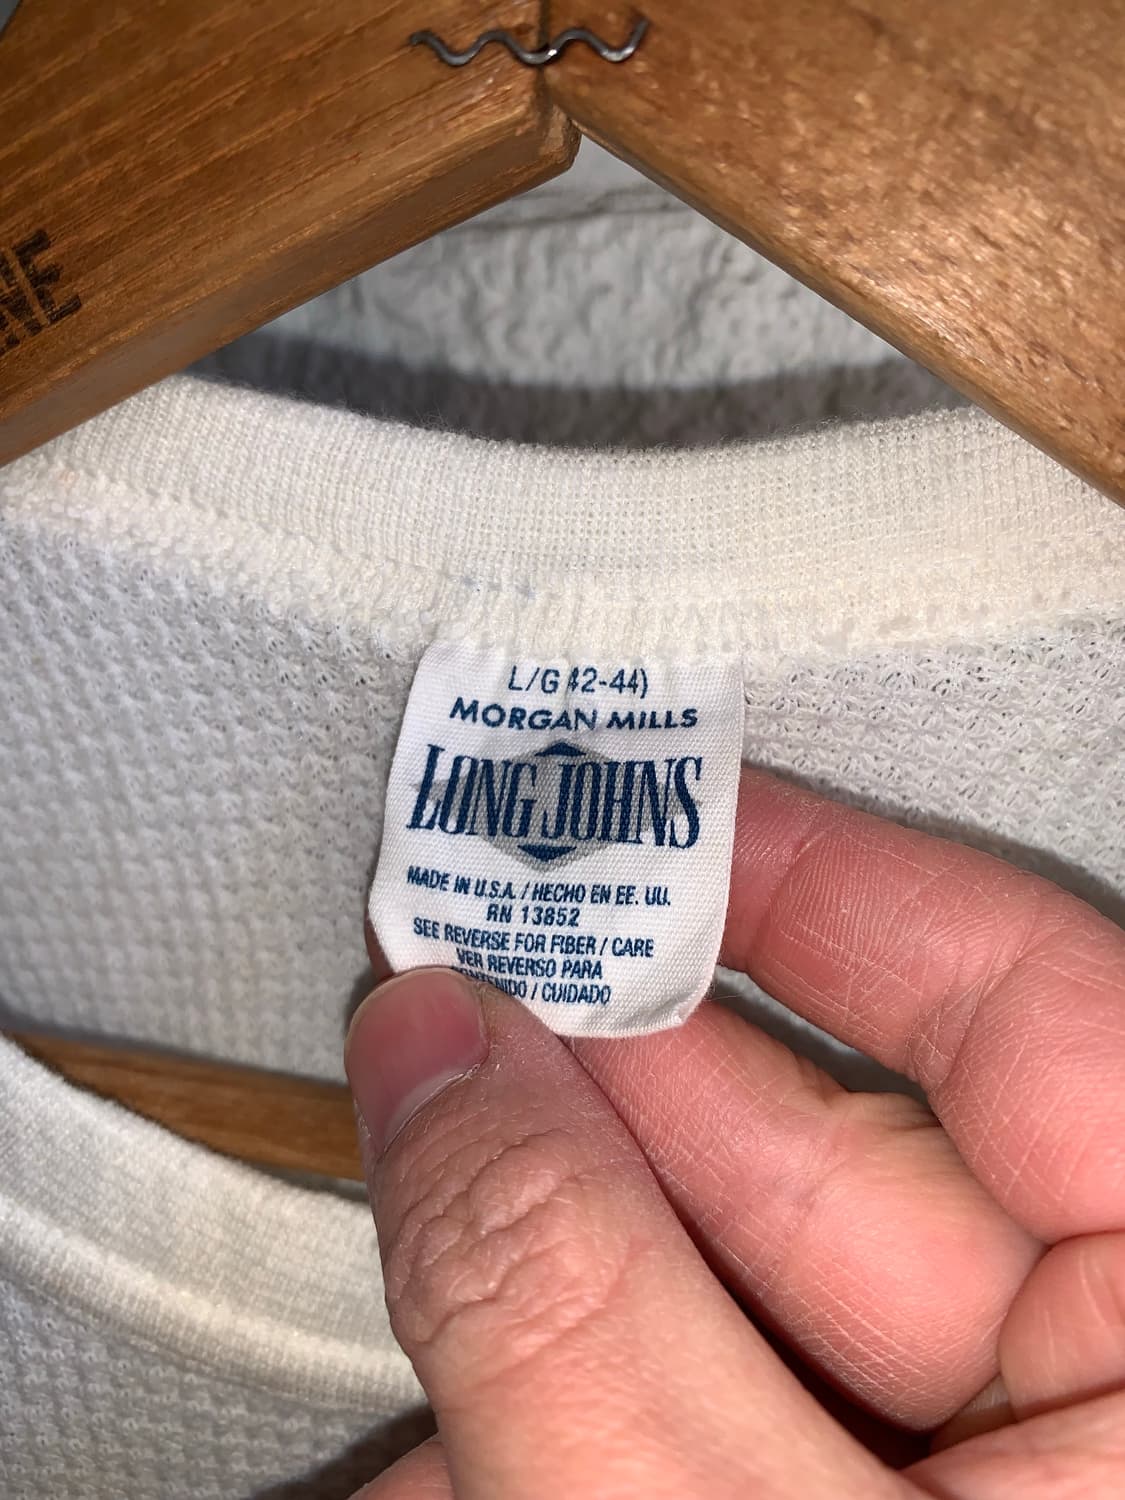 NE
L/G 42-44)
MORGAN MILLS
LONG JOHNS
MADE IN U.S.A. / HECHO EN EE. UU.
RN 13852
SEE REVERSE FOR FIBER / CARE
VER REVERSO PARA
CONTENIDO / CUIDADO